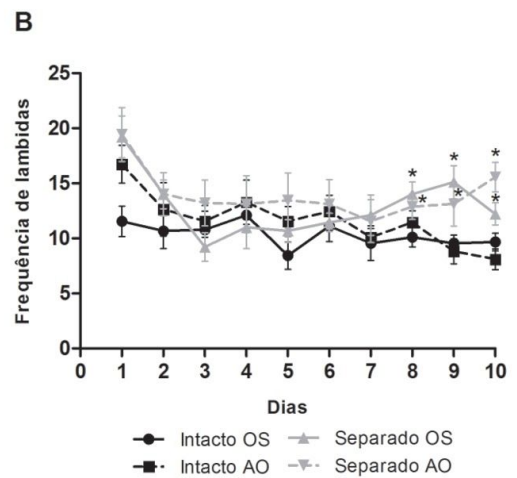 B
Frequência de lambidas
25
20
15
10
5
0
* * *
* * *
0 1 2 3 4 5 6 7 8 9 10
Dias
Intacto OS Separado OS
Intacto AO Separado AO